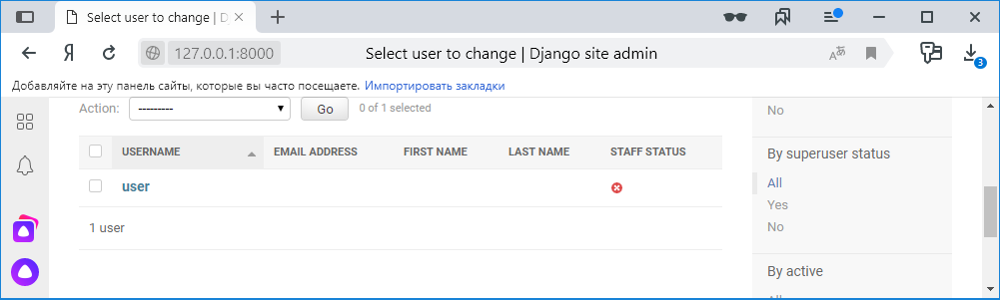 Select user to change | D
127.0.0.1:8000
Select user to change | Django site admin
3
Добавляйте на эту панель сайты, которые вы часто посещаете. Импортировать закладки
Action: --------- Go 0 of 1 selected
No
USERNAME EMAIL ADDRESS FIRST NAME LAST NAME STAFF STATUS
By superuser status
user
All
Yes
1 user
No
By active